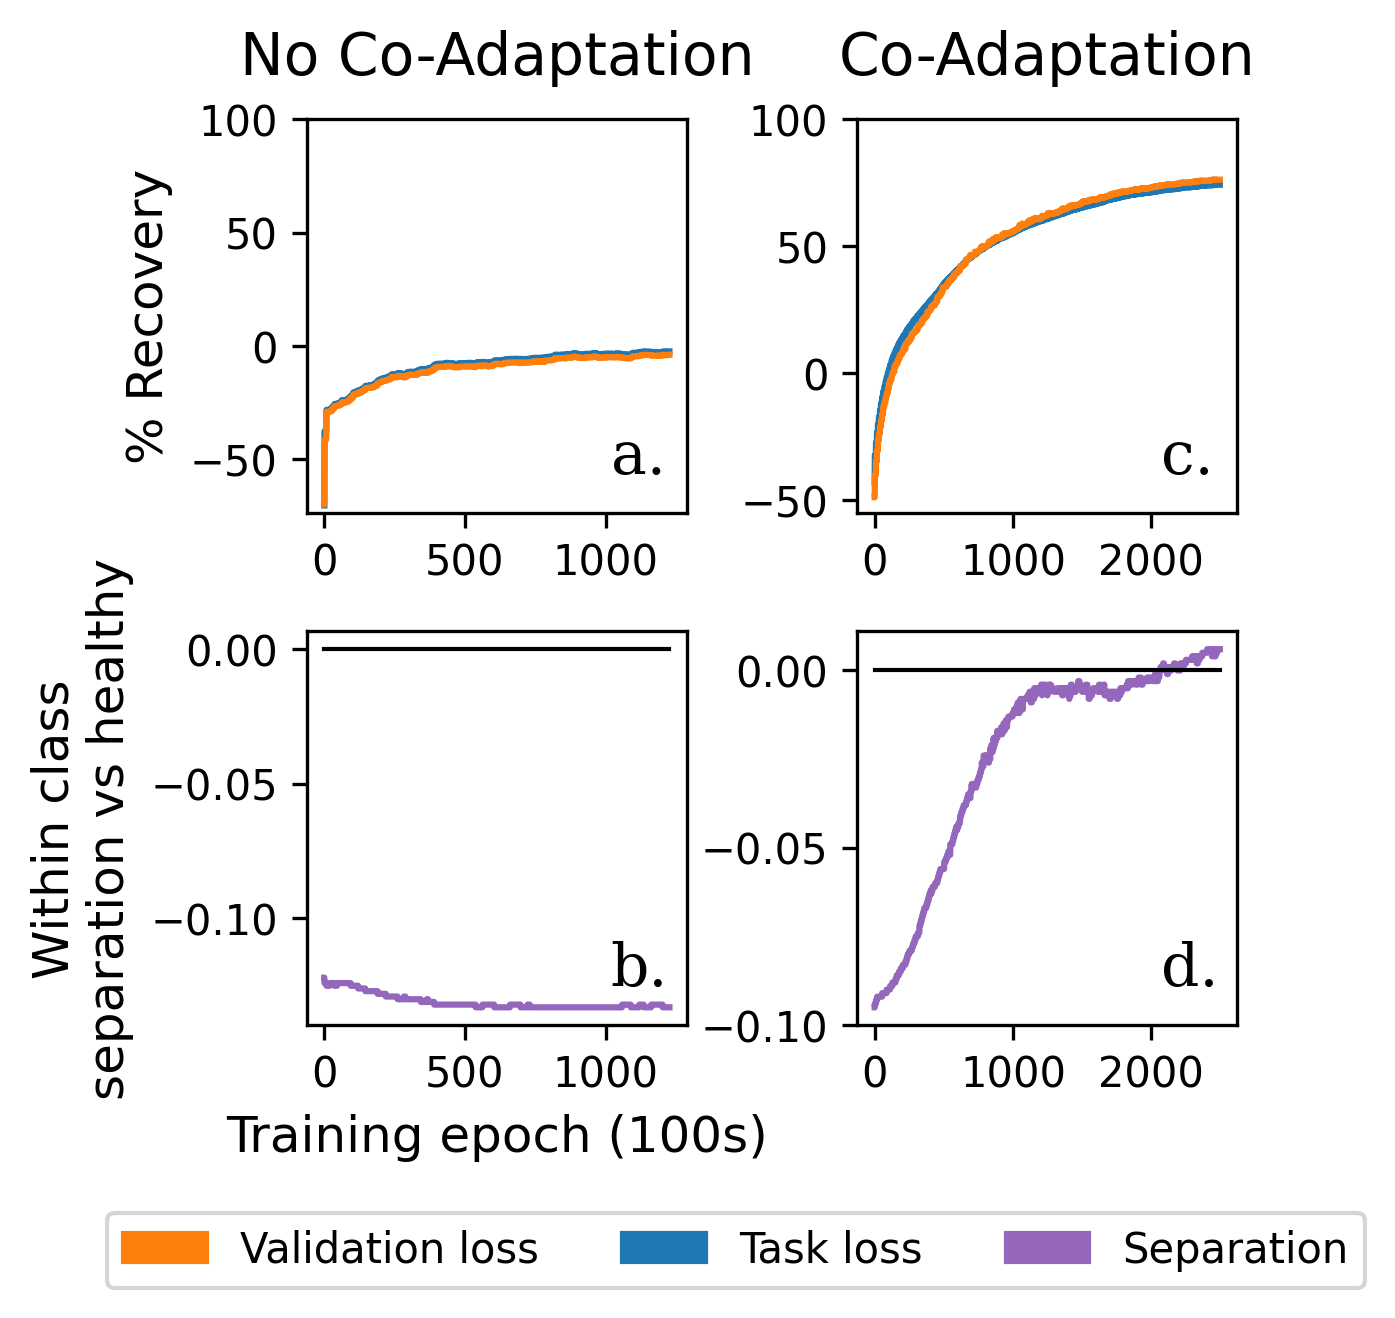 No Co-Adaptation
Co-Adaptation
% Recovery
100
50
0
−50
0
500
1000
a.
100
50
0
−50
0
1000
2000
c.
Within class
separation vs healthy
0.00
−0.05
−0.10
0
500
1000
b.
0.00
−0.05
−0.10
0
1000
2000
d.
Training epoch (100s)
Validation loss
Task loss
Separation